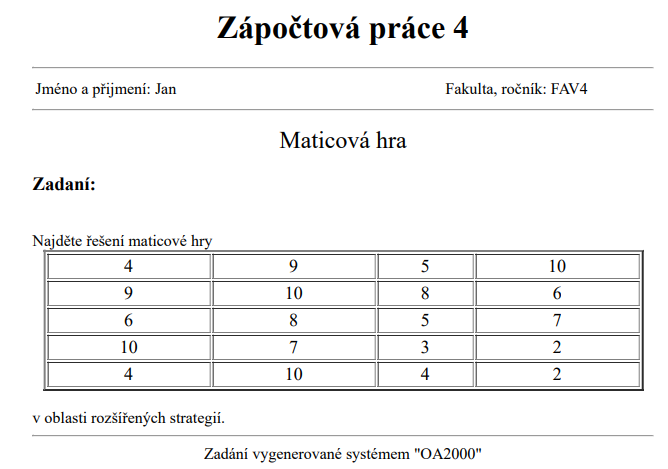 Zápočtová práce 4
Jméno a přijmení: Jan Fakulta, ročník: FAV4
Maticová hra
Zadaní:
Najděte řešení maticové hry
4 9 5 10
9 10 8 6
6 8 5 7
10 7 3 2
4 10 4 2
v oblasti rozšířených strategií.
Zadání vygenerované systémem "OA2000"